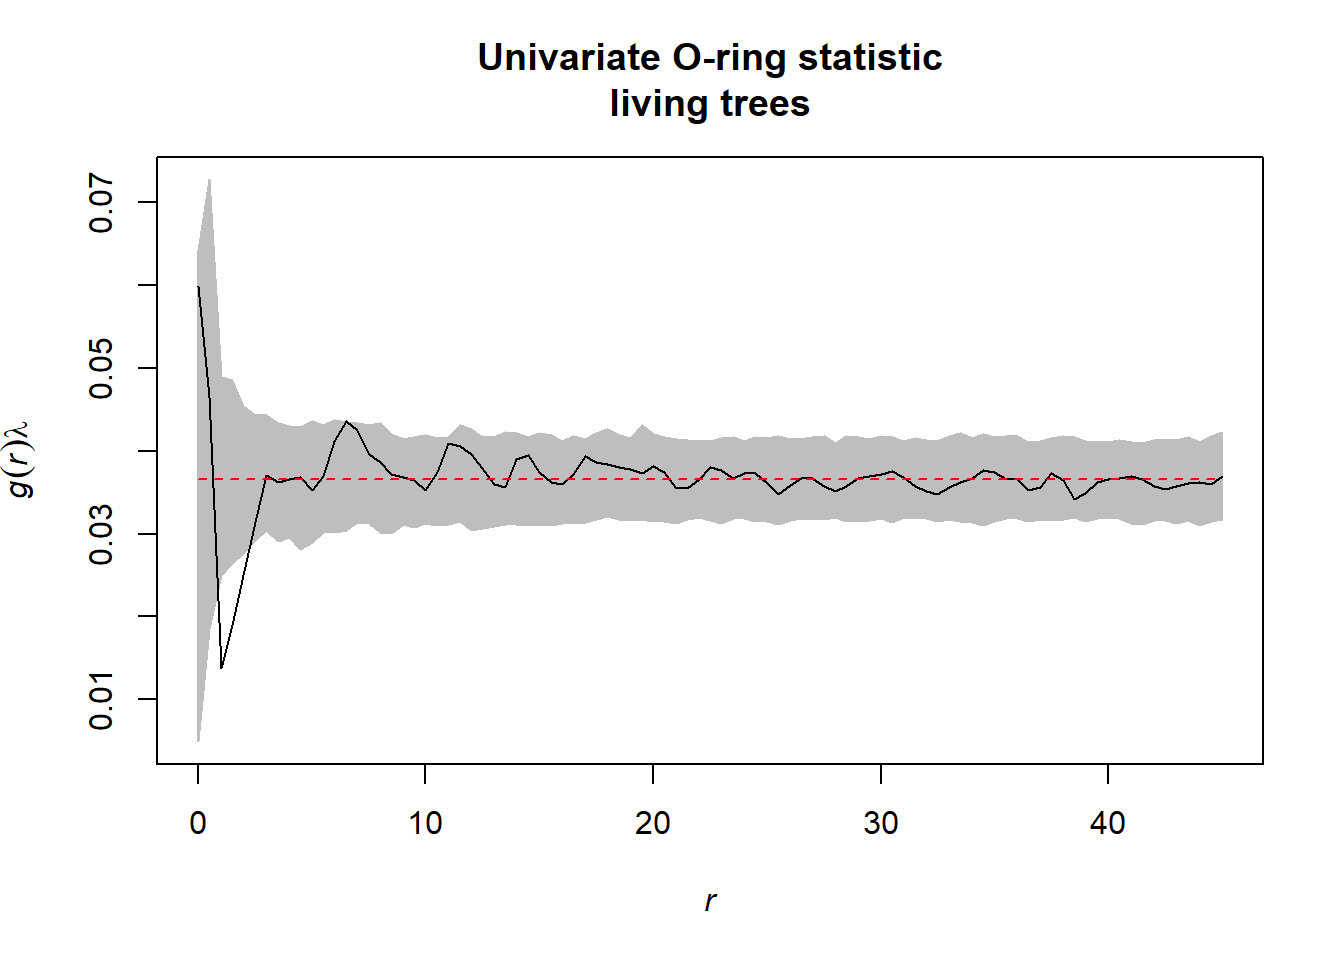 Univariate O-ring statistic
living trees
g(r)λ
0.07
0.05
0.03
0.01
0 10 20 30 40
r